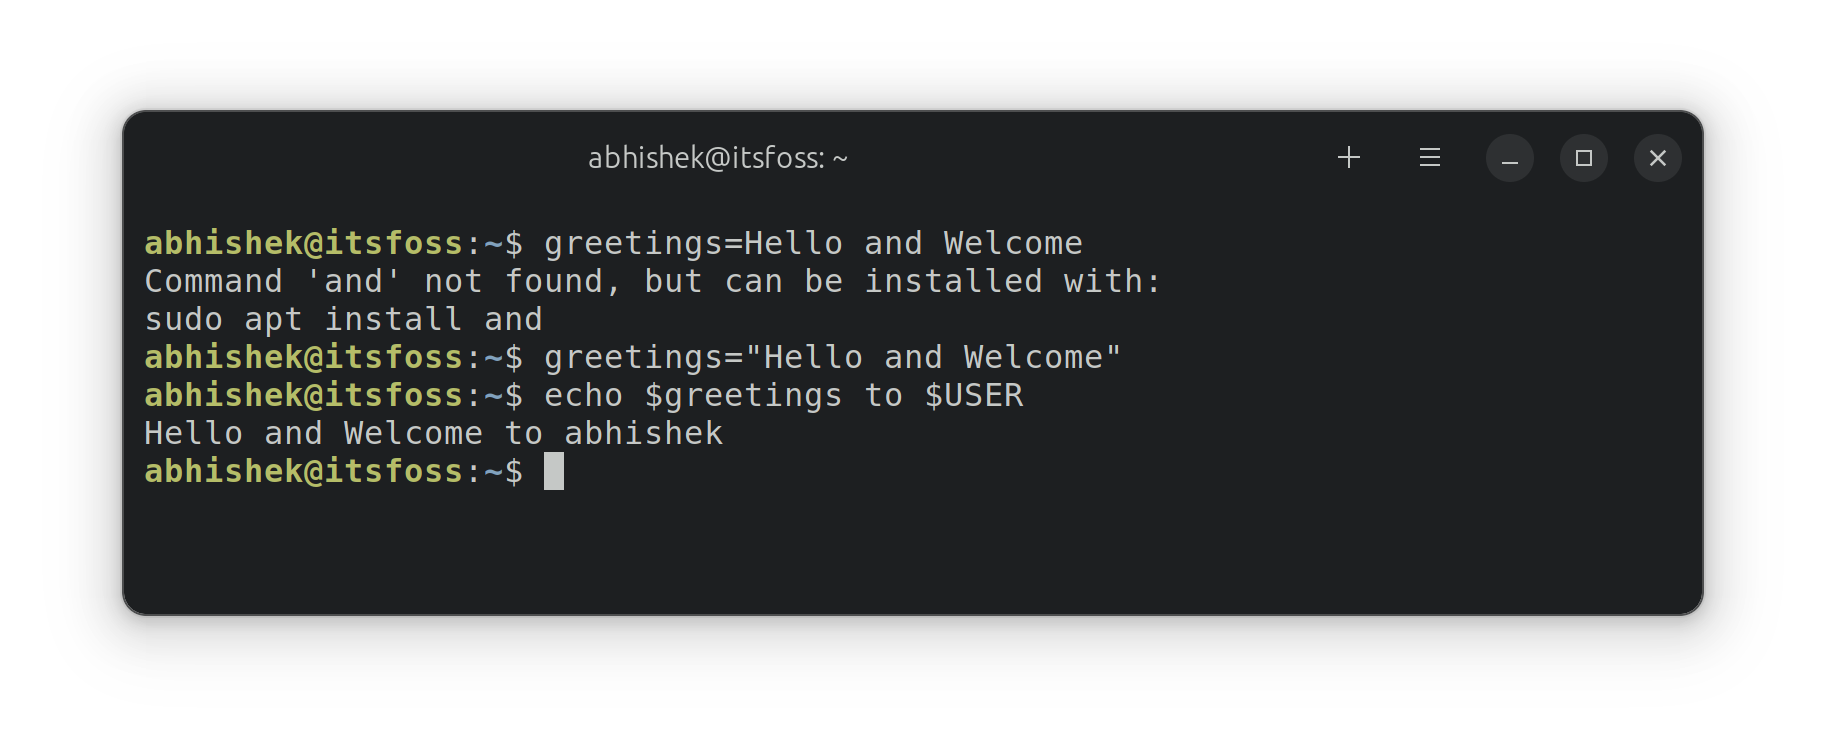 abhishek@itsfoss: ~
abhishek@itsfoss:~$ greetings=Hello and Welcome
Command 'and' not found, but can be installed with:
sudo apt install and
abhishek@itsfoss:~$ greetings="Hello and Welcome"
abhishek@itsfoss:~$ echo $greetings to $USER
Hello and Welcome to abhishek
abhishek@itsfoss:~$